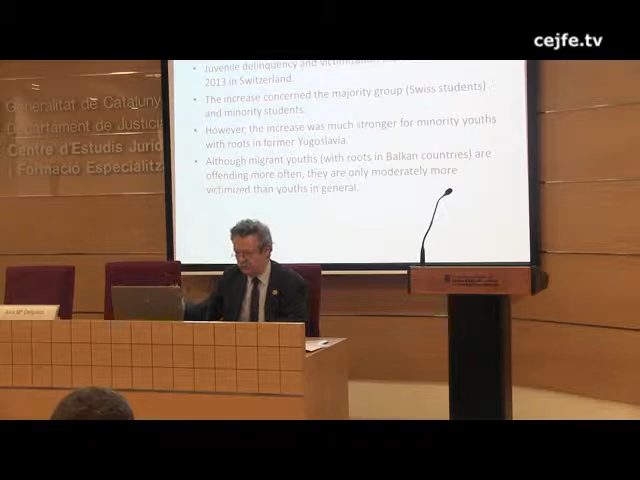 cejfe.tv
Juvenile delinquency and victimization
2013 in Switzerland.
• The increase concerned the majority group (Swiss students)
and minority students.
• However, the increase was much stronger for minority youths
with roots in former Yugoslavia.
• Although migrant youths (with roots in Balkan countries) are
offending more often, they are only moderately more
victimized than youths in general.
Generalitat de Catalunya
Departament de Justícia
Centre d'Estudis Jurí
i Formació Especialitz